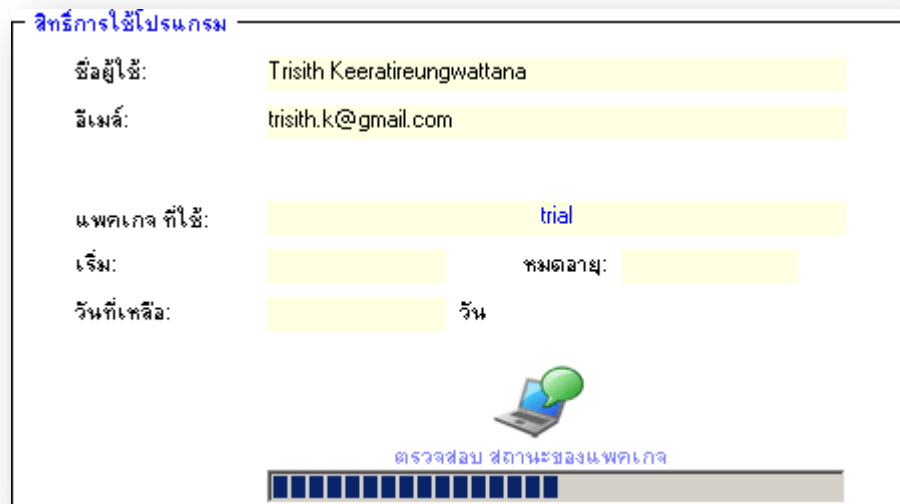 สิทธิ์การใช้โปรแกรม
ชื่อผู้ใช้: Trisith Keeratireungwattana
อีเมล์: trisith.k@gmail.com
แพคเกจ ที่ใช้: trial
เริ่ม: หมดอายุ:
วันที่เหลือ: วัน
ตรวจสอบ สถานะของแพคเกจ